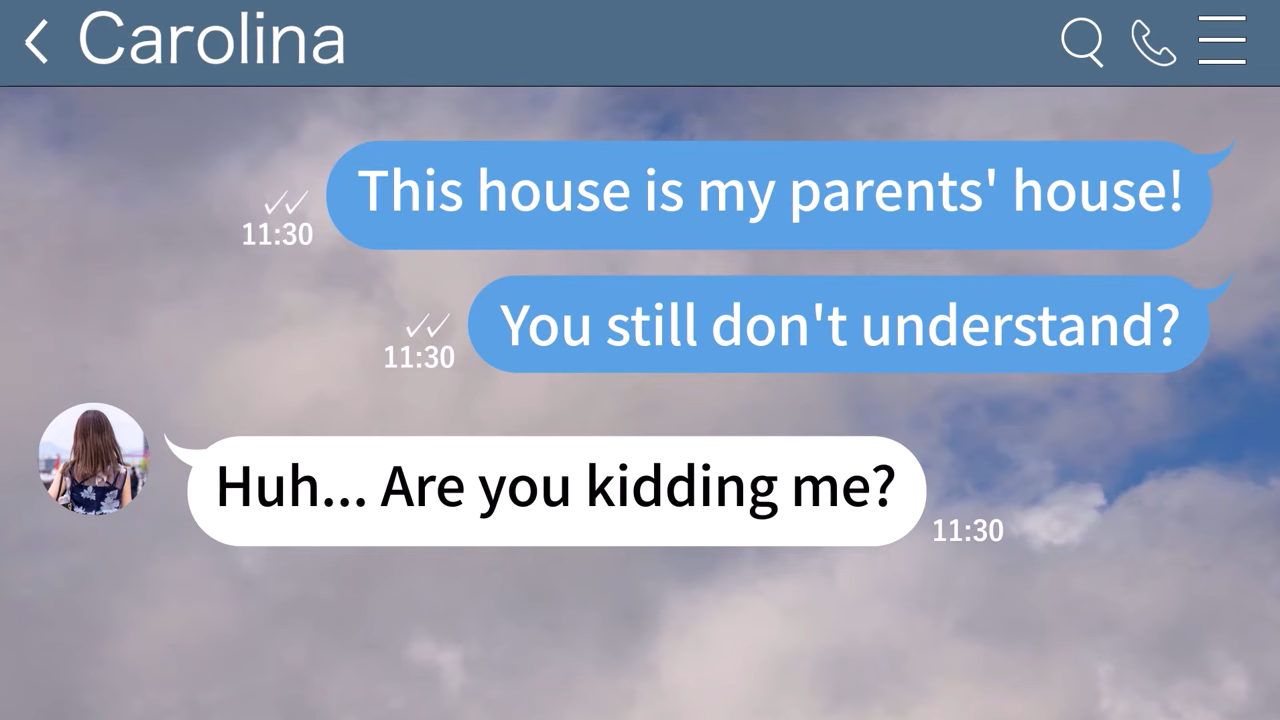 Carolina
This house is my parents' house!
11:30
You still don't understand?
11:30
Huh... Are you kidding me?
11:30